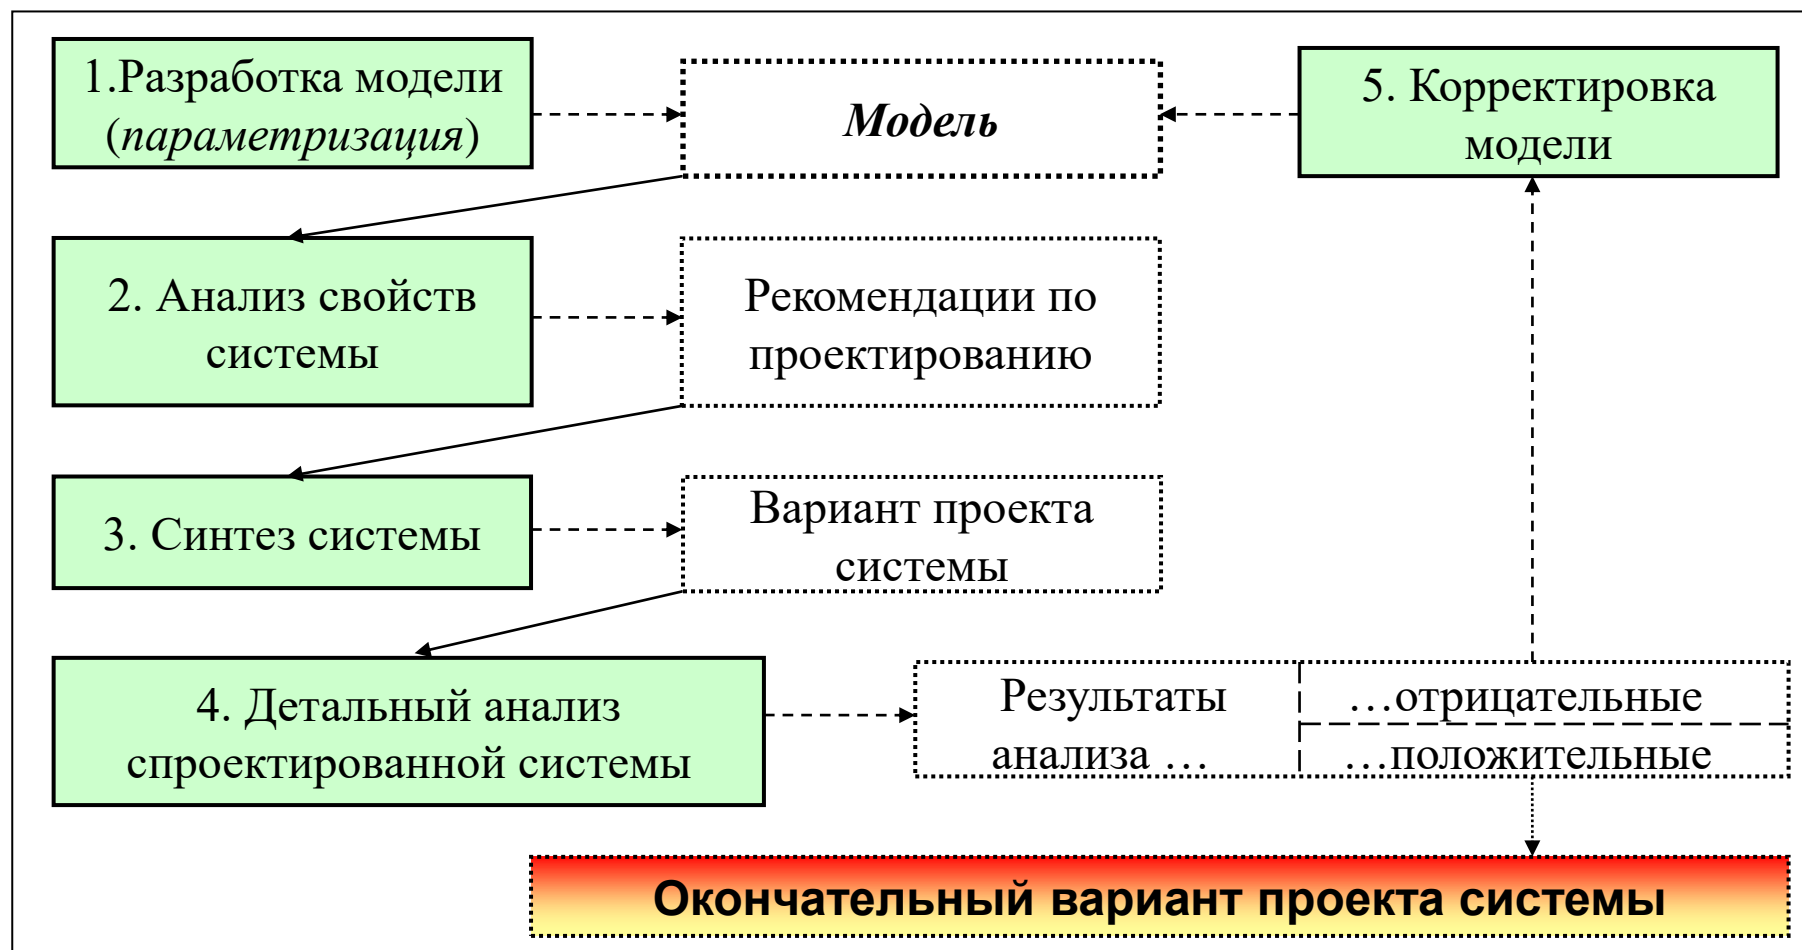 1.Разработка модели
(параметризация)
Модель
5. Корректировка
модели
2. Анализ свойств
системы
Рекомендации по
проектированию
3. Синтез системы
Вариант проекта
системы
4. Детальный анализ
спроектированной системы
Результаты
анализа …
…отрицательные
…положительные
Окончательный вариант проекта системы